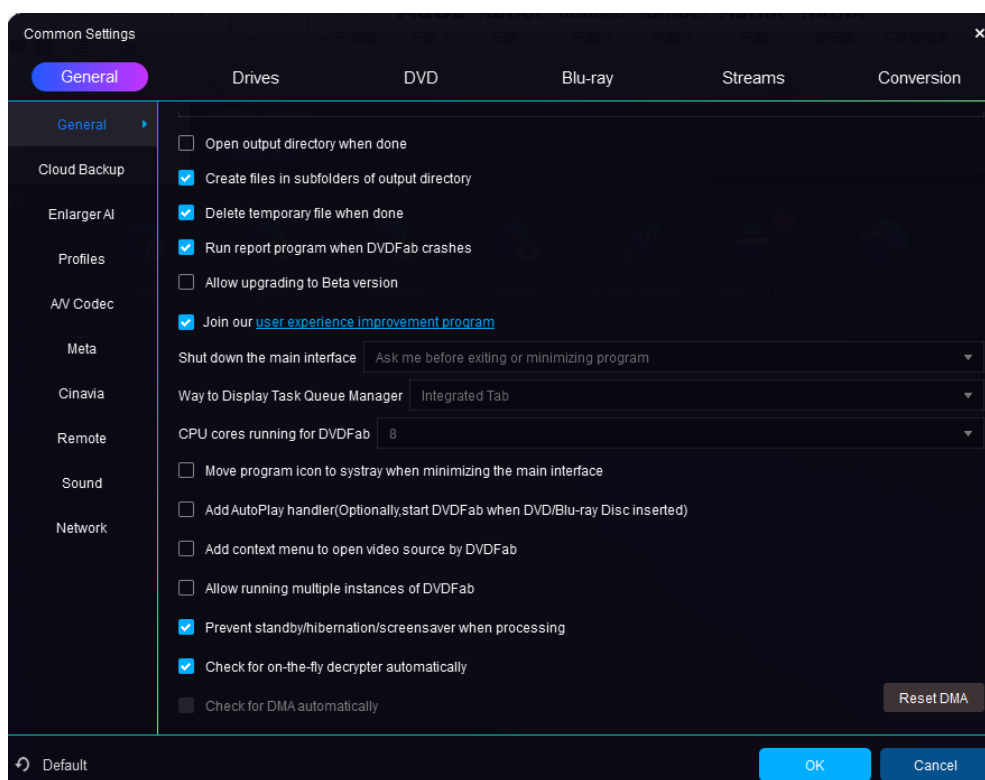 Common Settings
×
General
Drives
DVD
Blu-ray
Streams
Conversion
General
Cloud Backup
Enlarger AI
Profiles
A/V Codec
Meta
Cinavia
Remote
Sound
Network
Open output directory when done
Create files in subfolders of output directory
Delete temporary file when done
Run report program when DVDFab crashes
Allow upgrading to Beta version
Join our user experience improvement program
Shut down the main interface Ask me before exiting or minimizing program
Way to Display Task Queue Manager Integrated Tab
CPU cores running for DVDFab 8
Move program icon to systray when minimizing the main interface
Add AutoPlay handler(Optionally,start DVDFab when DVD/Blu-ray Disc inserted)
Add context menu to open video source by DVDFab
Allow running multiple instances of DVDFab
Prevent standby/hibernation/screensaver when processing
Check for on-the-fly decrypter automatically
Check for DMA automatically
Reset DMA
Default
OK
Cancel